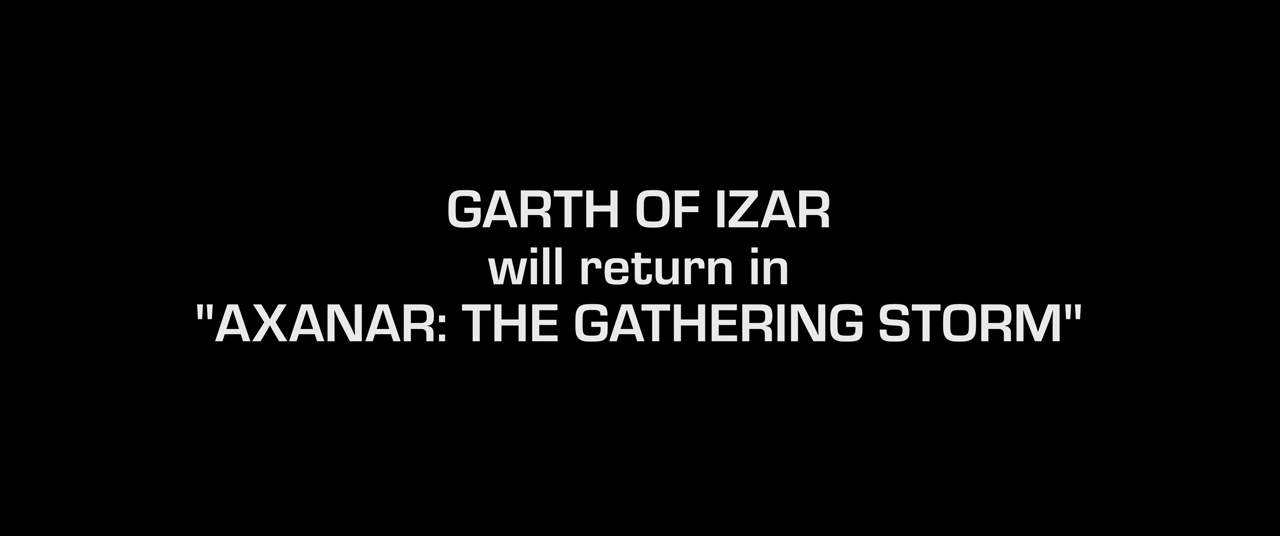 GARTH OF IZAR
will return in
"AXANAR: THE GATHERING STORM"